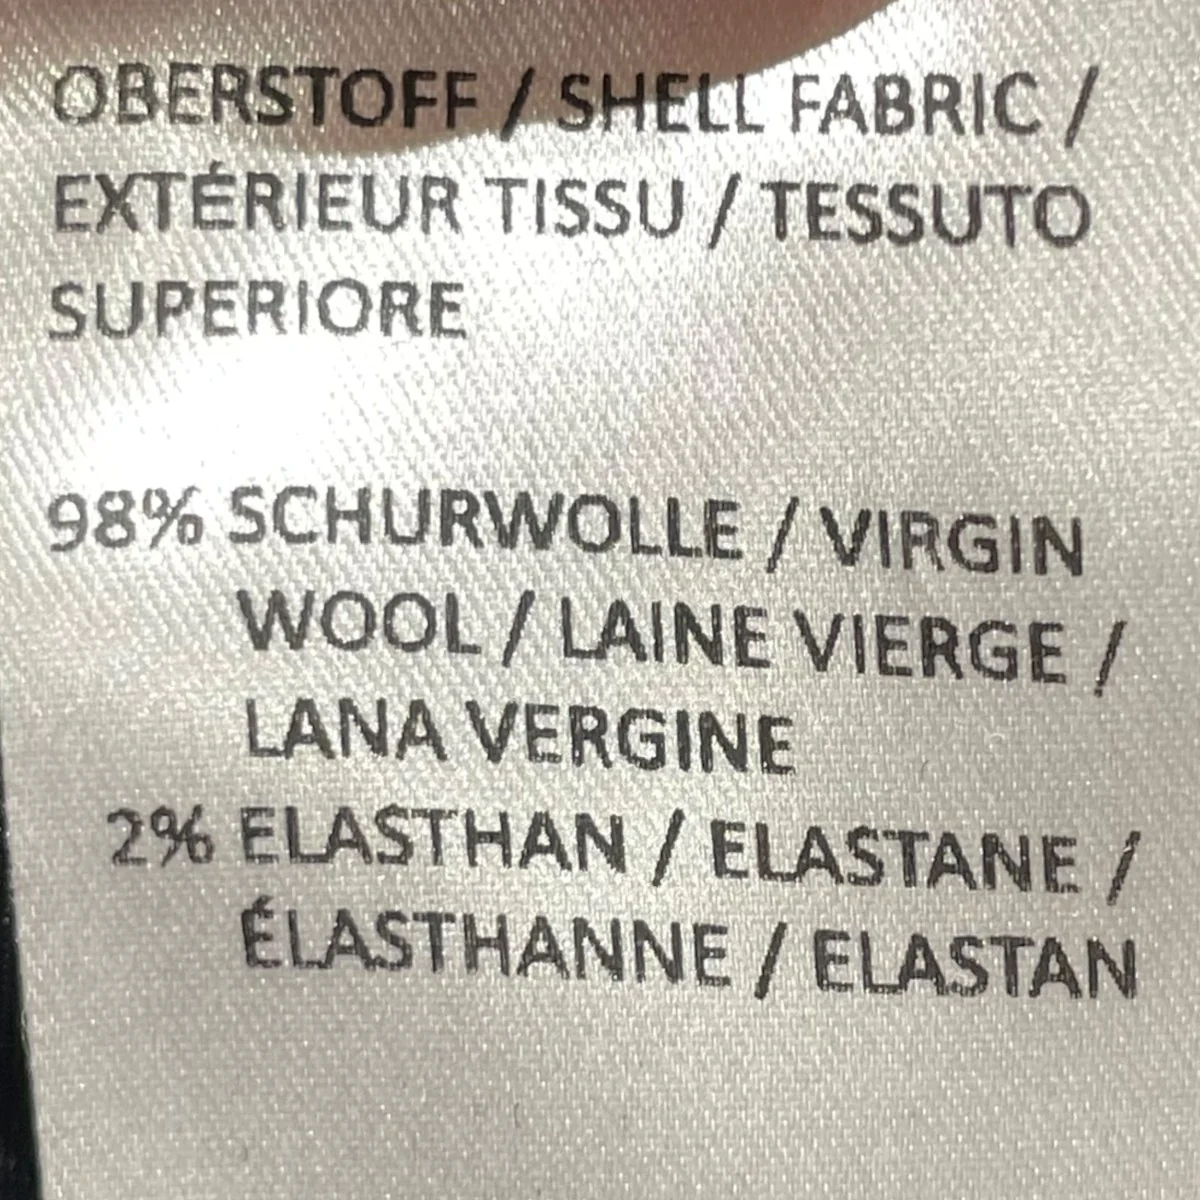 OBERSTOFF / SHELL FABRIC /
EXTÉRIEUR TISSU / TESSUTO
SUPERIORE
98% SCHURWOLLE / VIRGIN
WOOL / LAINE VIERGE /
LANA VERGINE
2% ELASTHAN / ELASTANE /
ÉLASTHANNE / ELASTAN